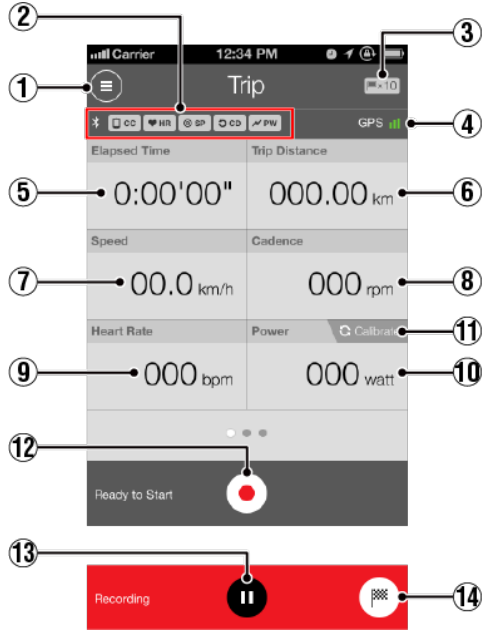 ② ③
Carrier 12:34 PM
① Trip ×10
CC HR SP CD PW GPS ④
Elapsed Time Trip Distance
⑤ 0:00'00" 000.00 km ⑥
Speed Cadence
⑦ 00.0 km/h 000 rpm ⑧
Heart Rate Power Calibrate ⑪
⑨ 000 bpm 000 watt ⑩
⑫
Ready to Start
⑬
Recording ⑭